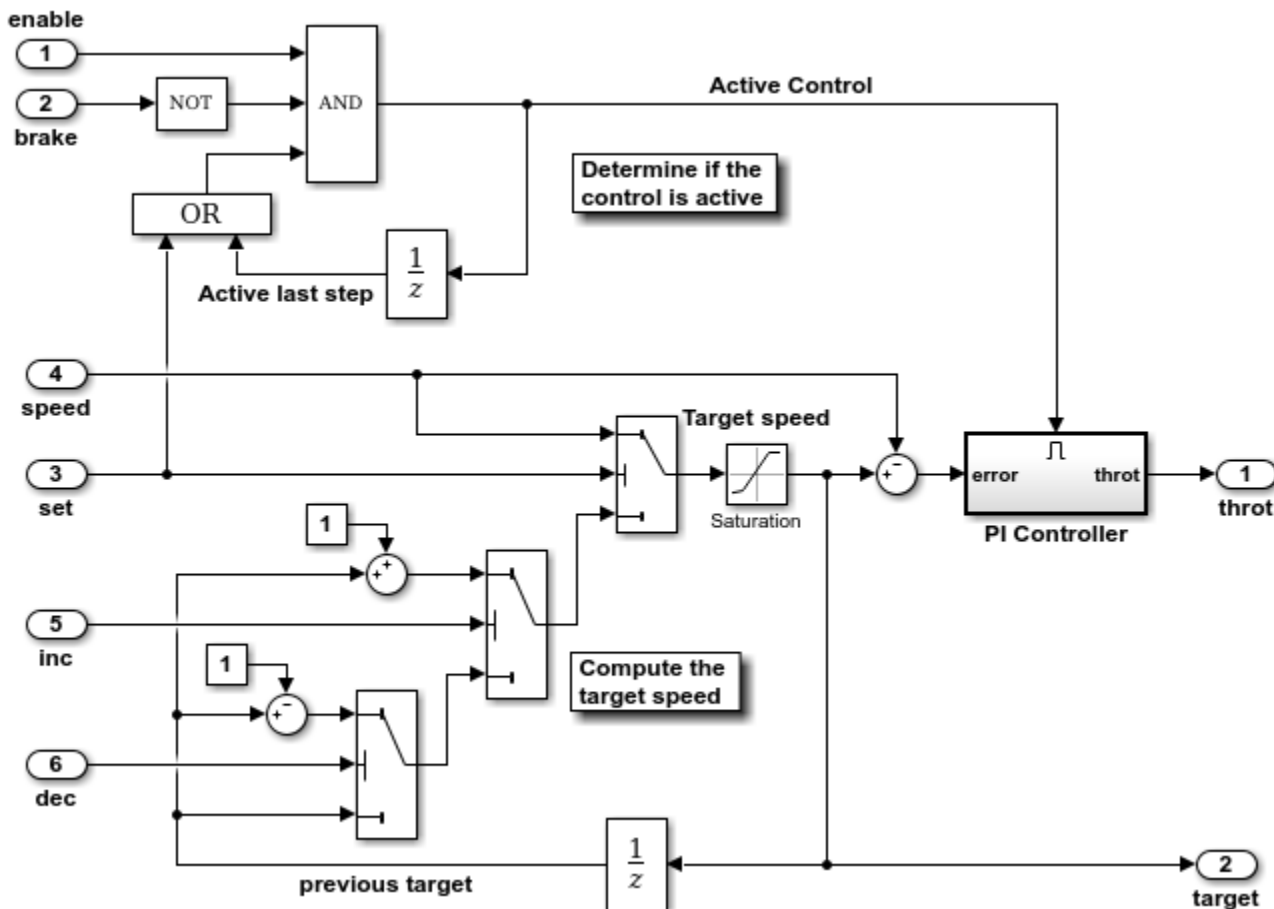 enable
1
2
brake
NOT
AND
OR
Active Control
Determine if the
control is active
1
z
Active last step
4
speed
3
set
Target speed
Saturation
error
throt
PI Controller
1
throt
1
+
+
5
inc
1
+
-
Compute the
target speed
6
dec
+
-
1
z
previous target
2
target